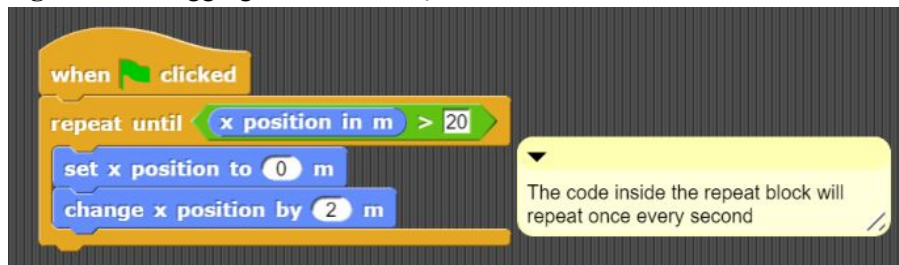 when clicked
repeat until x position in m > 20
set x position to 0 m
change x position by 2 m
The code inside the repeat block will
repeat once every second